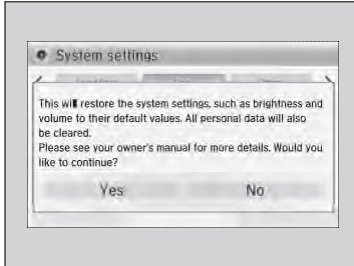 System settings
This will restore the system settings, such as brightness and
volume to their default values. All personal data will also
be cleared.
Please see your owner's manual for more details. Would you
like to continue?
Yes
No